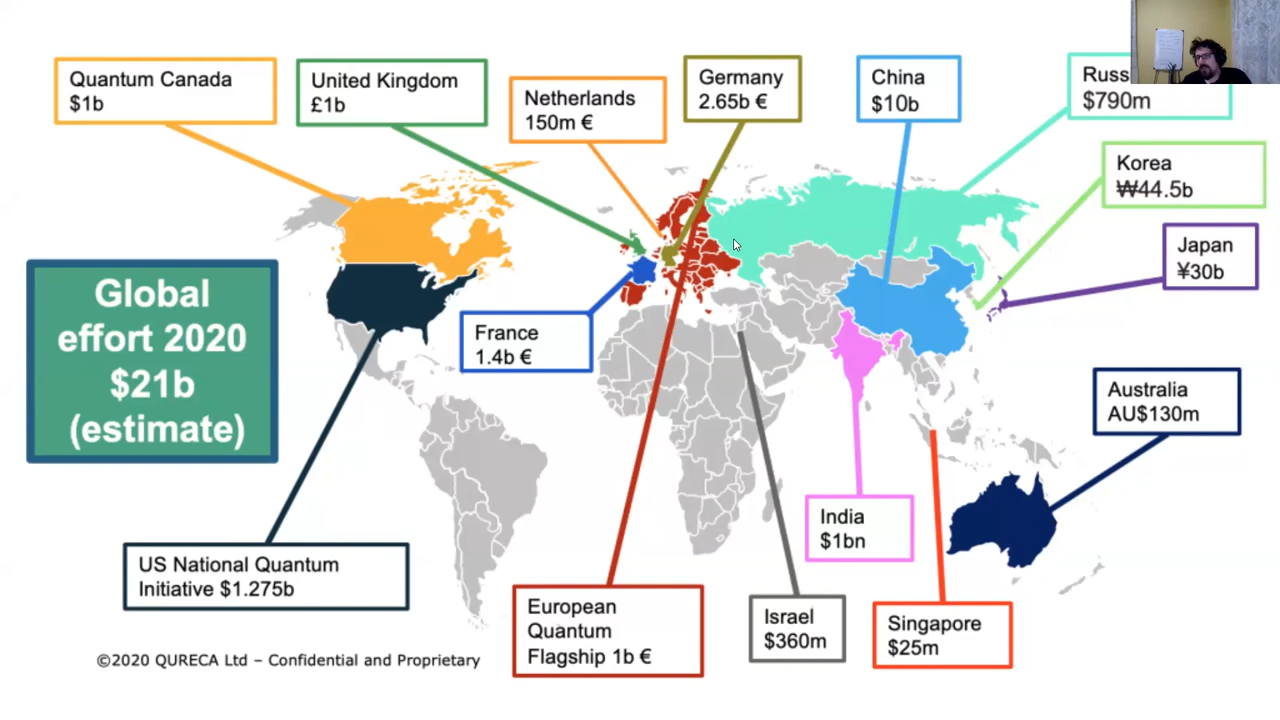 Quantum Canada
$1b
United Kingdom
£1b
Netherlands
150m €
Germany
2.65b €
China
$10b
$790m
Korea
₩44.5b
Japan
¥30b
Global
effort 2020
$21b
(estimate)
France
1.4b €
Australia
AU$130m
India
$1bn
US National Quantum
Initiative $1.275b
European
Quantum
Flagship 1b €
Israel
$360m
Singapore
$25m
©2020 QURECA Ltd – Confidential and Proprietary